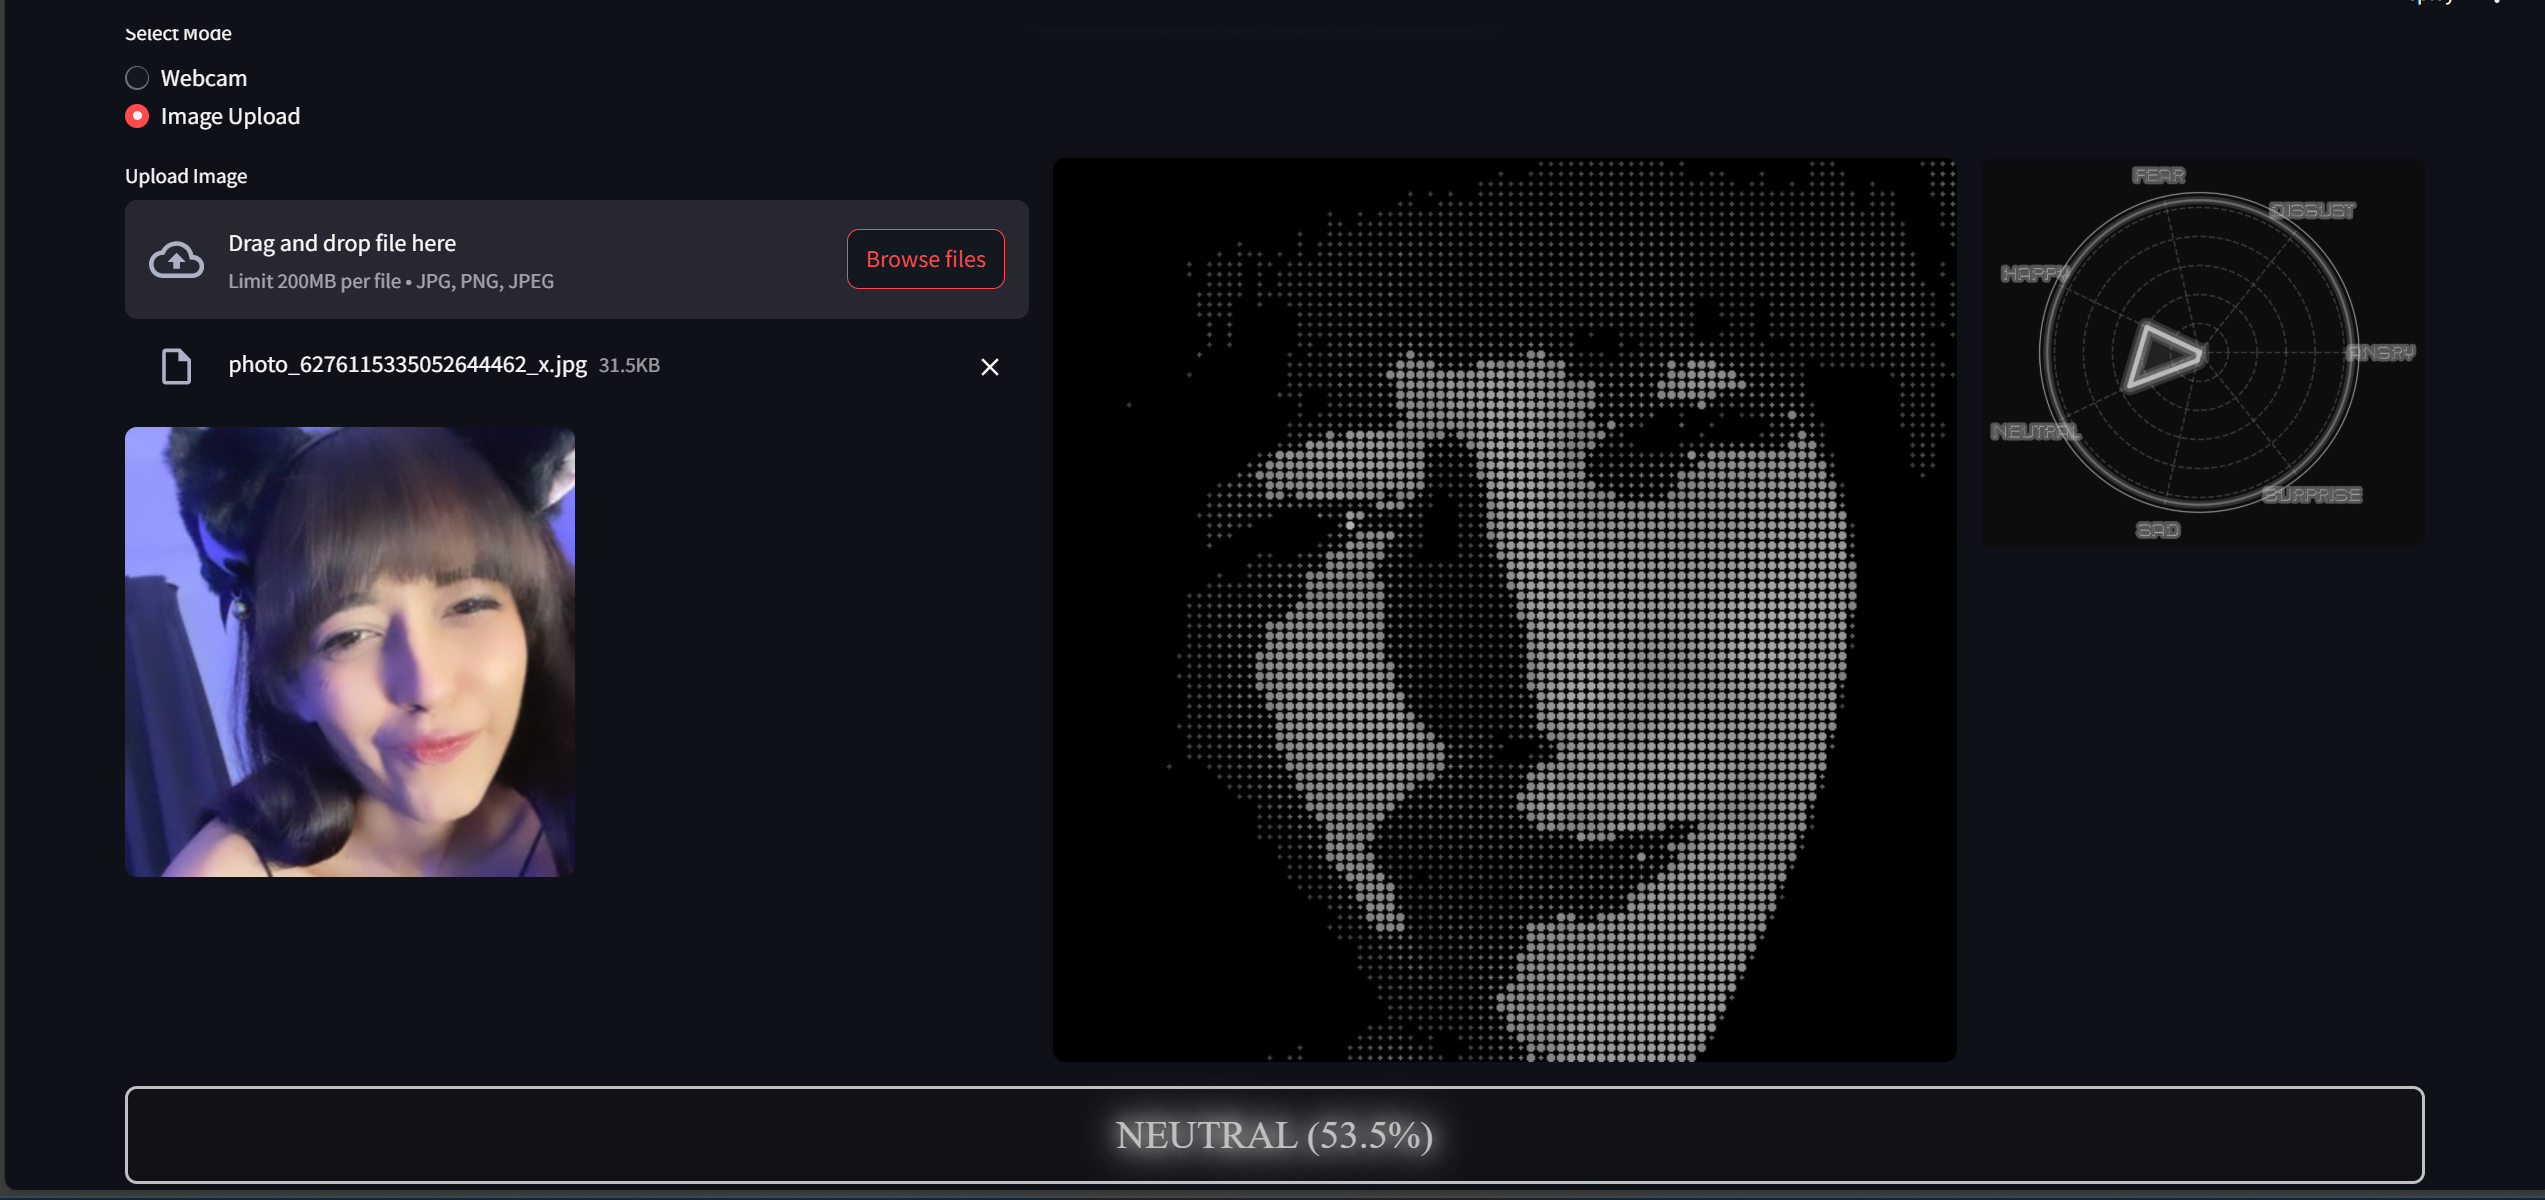 Select Mode
Webcam
Image Upload
Upload Image
Drag and drop file here
Limit 200MB per file • JPG, PNG, JPEG
Browse files
photo_6276115335052644462_x.jpg 31.5KB
FEAR
DISGUST
HAPPY
ANGRY
NEUTRAL
SURPRISE
SAD
NEUTRAL (53.5%)